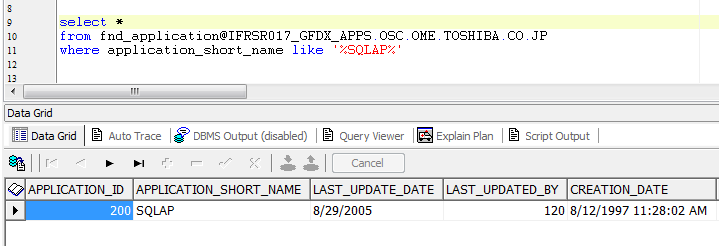 8
9 select *
10 from fnd_application@IFRSR017_GFDX_APPS.OSC.OME.TOSHIBA.CO.JP
11 where application_short_name like '%SQLAP%'
12
13
Data Grid
Data Grid Auto Trace DBMS Output (disabled) Query Viewer Explain Plan Script Output
Cancel
APPLICATION_ID APPLICATION_SHORT_NAME LAST_UPDATE_DATE LAST_UPDATED_BY CREATION_DATE
200 SQLAP 8/29/2005 120 8/12/1997 11:28:02 AM